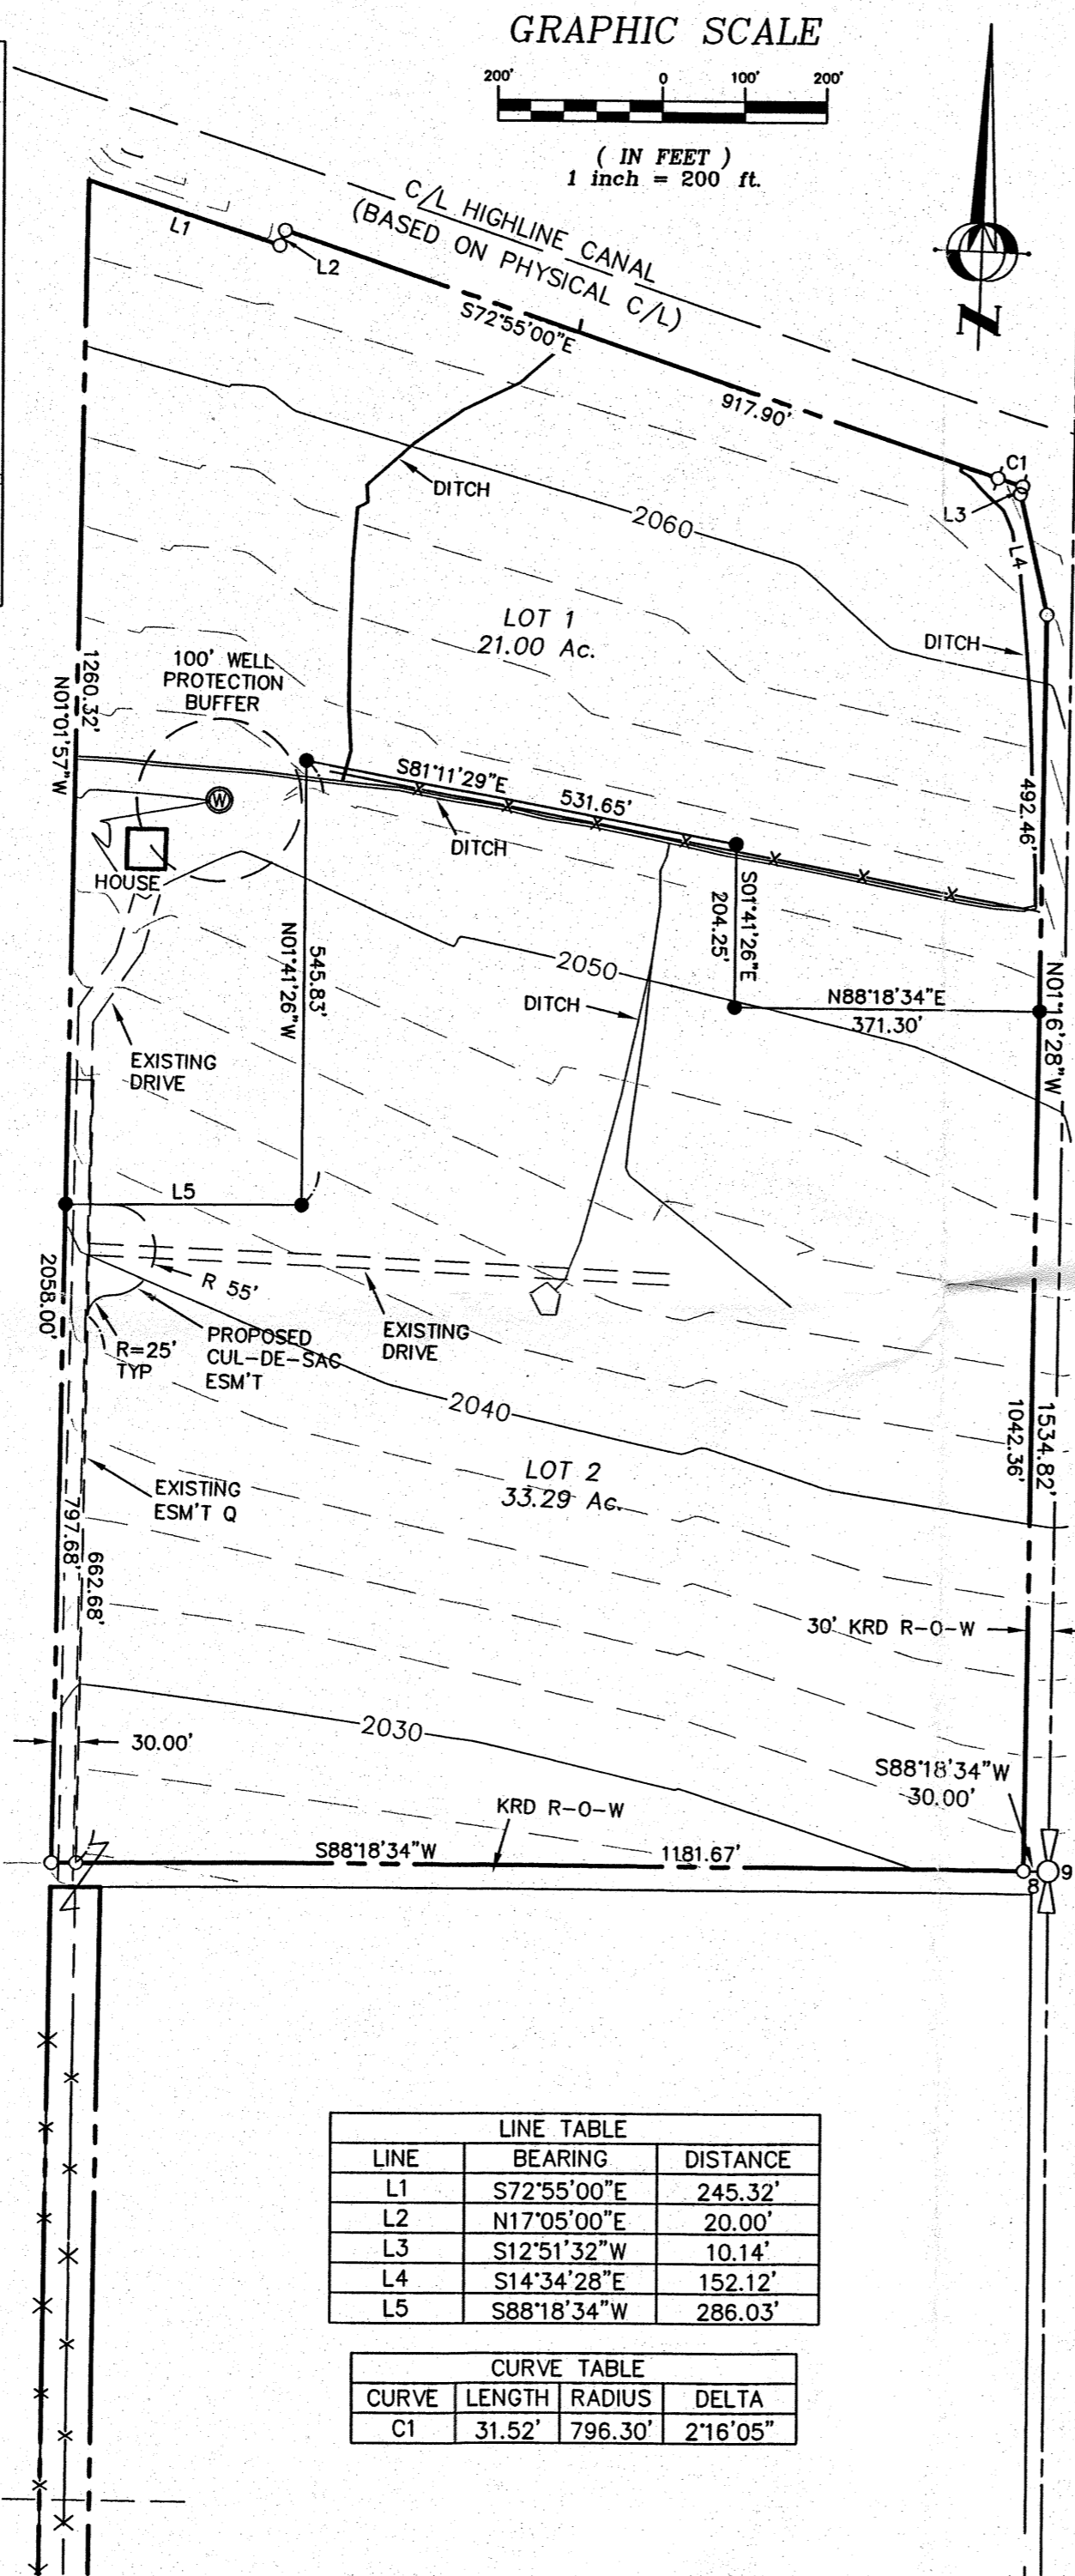 GRAPHIC SCALE
200' 0 100' 200'
( IN FEET )
1 inch = 200 ft.
N
C/L HIGHLINE CANAL
(BASED ON PHYSICAL C/L)
L1
L2
S72°55'00"E
917.90'
C1
L3
L4
DITCH
2060
LOT 1
21.00 Ac.
DITCH
100' WELL
PROTECTION
BUFFER
1260.32'
N01°01'57"W
S81°11'29"E
531.65'
492.46'
W
DITCH
HOUSE
S01°41'26"E
204.25'
545.83'
N01°41'26"W
2050
DITCH
N88°18'34"E
371.30'
N01°16'28"W
EXISTING
DRIVE
L5
2058.00'
R 55'
R=25'
TYP
PROPOSED
CUL-DE-SAC
ESM'T
EXISTING
DRIVE
2040
1042.36'
1534.82'
LOT 2
33.29 Ac.
EXISTING
ESM'T Q
797.68'
662.68'
30' KRD R-O-W
2030
30.00'
S88°18'34"W
30.00'
KRD R-O-W
S88°18'34"W
1181.67'
8
9
LINE TABLE
LINE BEARING DISTANCE
L1 S72°55'00"E 245.32'
L2 N17°05'00"E 20.00'
L3 S12°51'32"W 10.14'
L4 S14°34'28"E 152.12'
L5 S88°18'34"W 286.03'
CURVE TABLE
CURVE LENGTH RADIUS DELTA
C1 31.52' 796.30' 2°16'05"